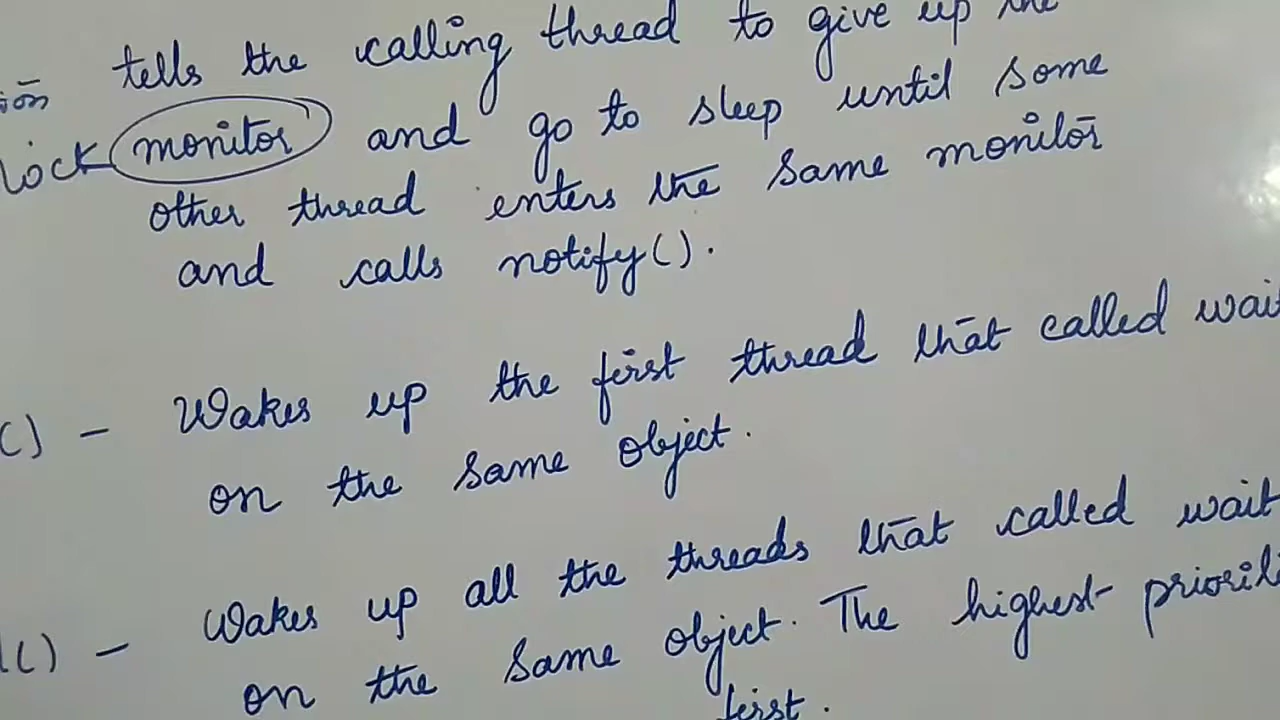 tells the calling thread to give up the
lock monitor and go to sleep until some
other thread enters the same monitor
and calls notify().
() - Wakes up the first thread that called wait
on the same object.
() - Wakes up all the threads that called wait
on the same object. The highest priorit
first.